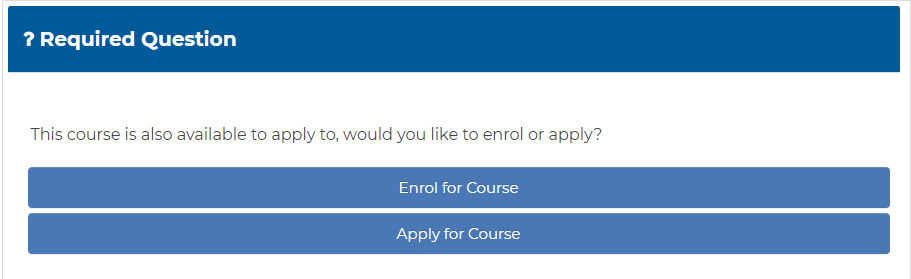 ? Required Question
This course is also available to apply to, would you like to enrol or apply?
Enrol for Course
Apply for Course